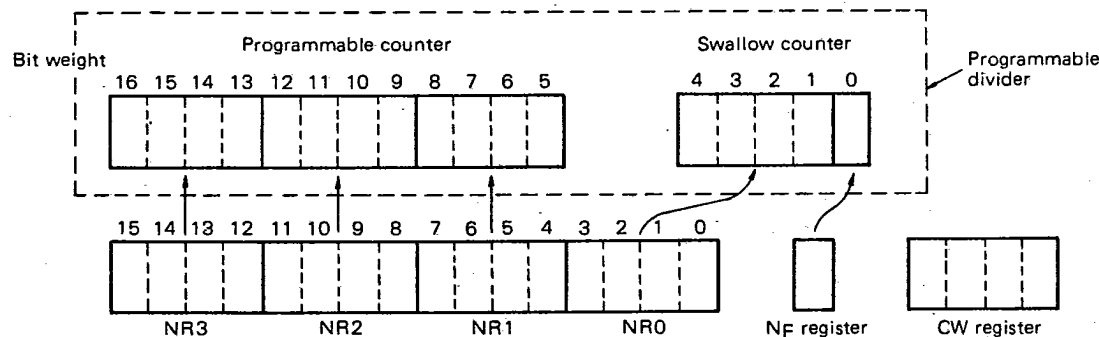 Programmable counter
Swallow counter
Bit weight
Programmable
divider
16 15 14 13 12 11 10 9 8 7 6 5
4 3 2 1 0
15 14 13 12 11 10 9 8 7 6 5 4 3 2 1 0
NR3 NR2 NR1 NR0 NF register CW register